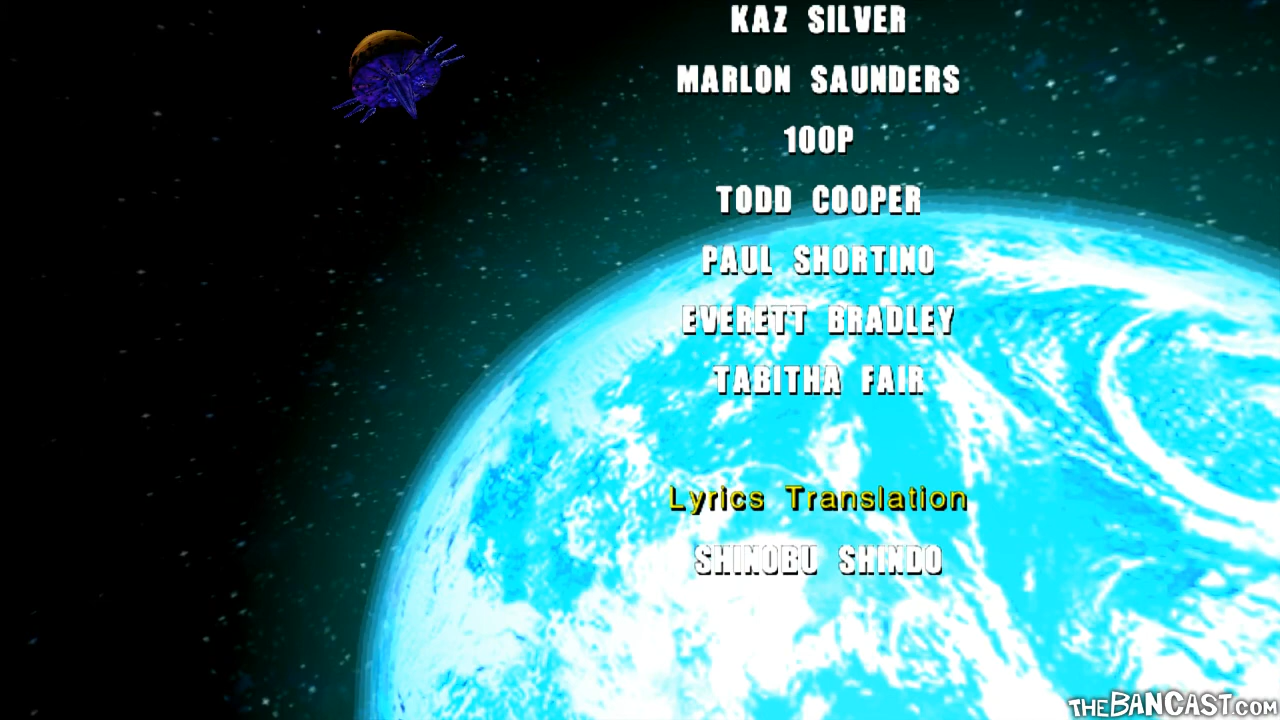 KAZ SILVER
MARLON SAUNDERS
100P
TODD COOPER
PAUL SHORTINO
EVERETT BRADLEY
TABITHA FAIR
Lyrics Translation
SHINOBU SHINDO
THEBANCAST.COM